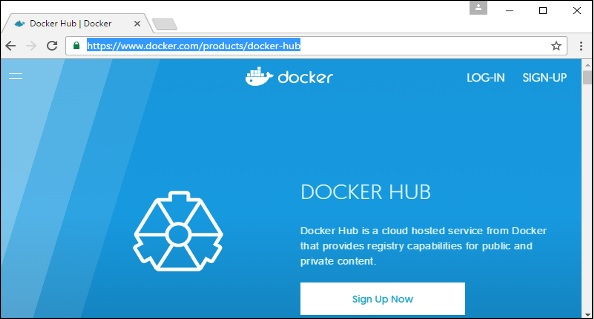 Docker Hub | Docker
https://www.docker.com/products/docker-hub
docker
LOG-IN
SIGN-UP
DOCKER HUB
Docker Hub is a cloud hosted service from Docker
that provides registry capabilities for public and
private content.
Sign Up Now